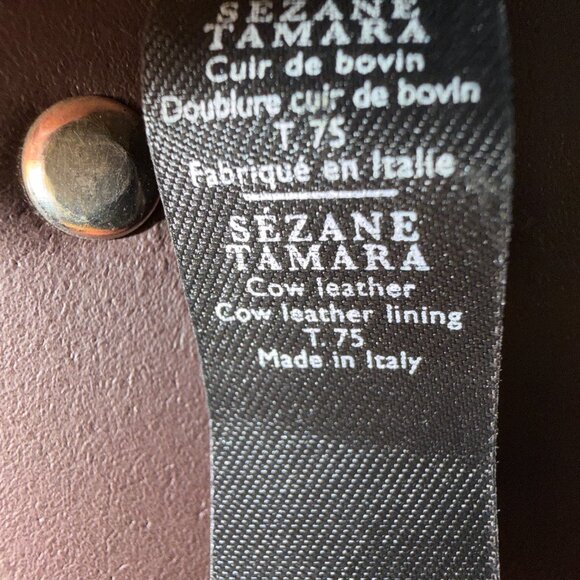 SÉZANE
TAMARA
Cuir de bovin
Doublure cuir de bovin
T 75
Fabriqué en Italie
SÉZANE
TAMARA
Cow leather
Cow leather lining
T. 75
Made in Italy